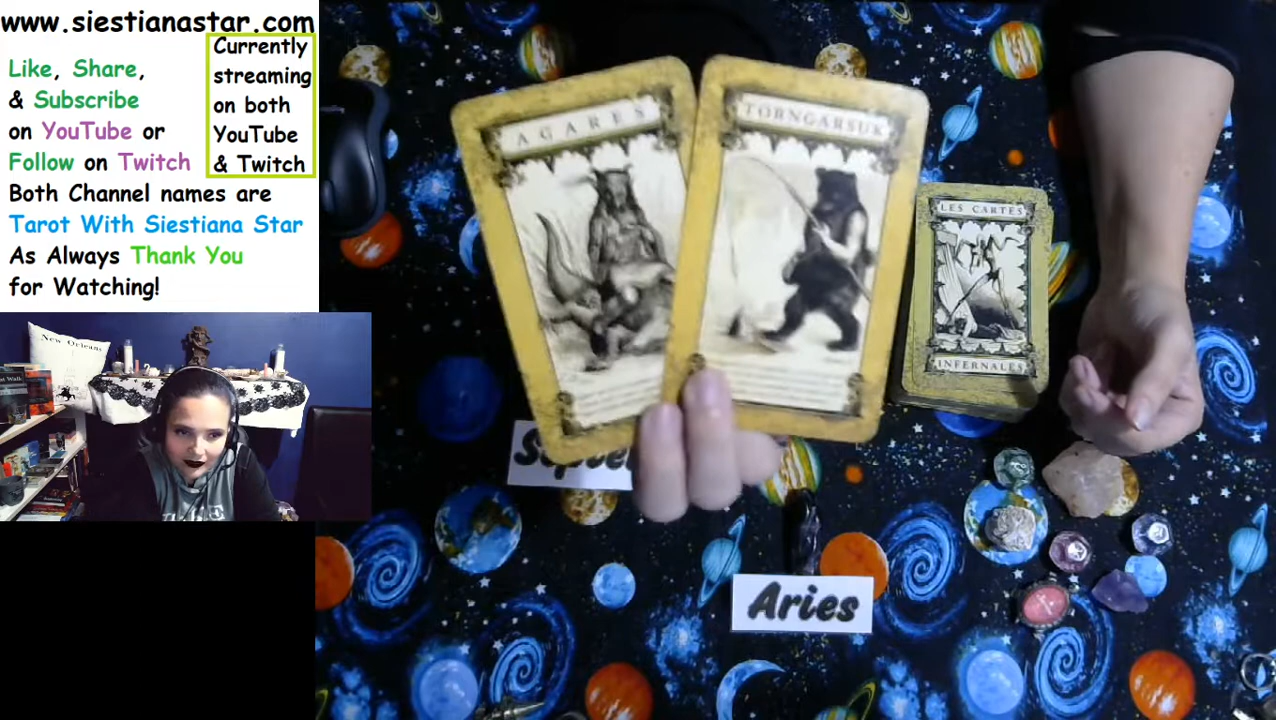 www.siestianastar.com
Like, Share,
& Subscribe
on YouTube or
Follow on Twitch
Both Channel names are
Tarot With Siestiana Star
As Always Thank You
for Watching!
Currently
streaming
on both
YouTube
& Twitch
AGARES
TORNGARSUK
LES CARTES
INFERNALES
New Orleans
Aries